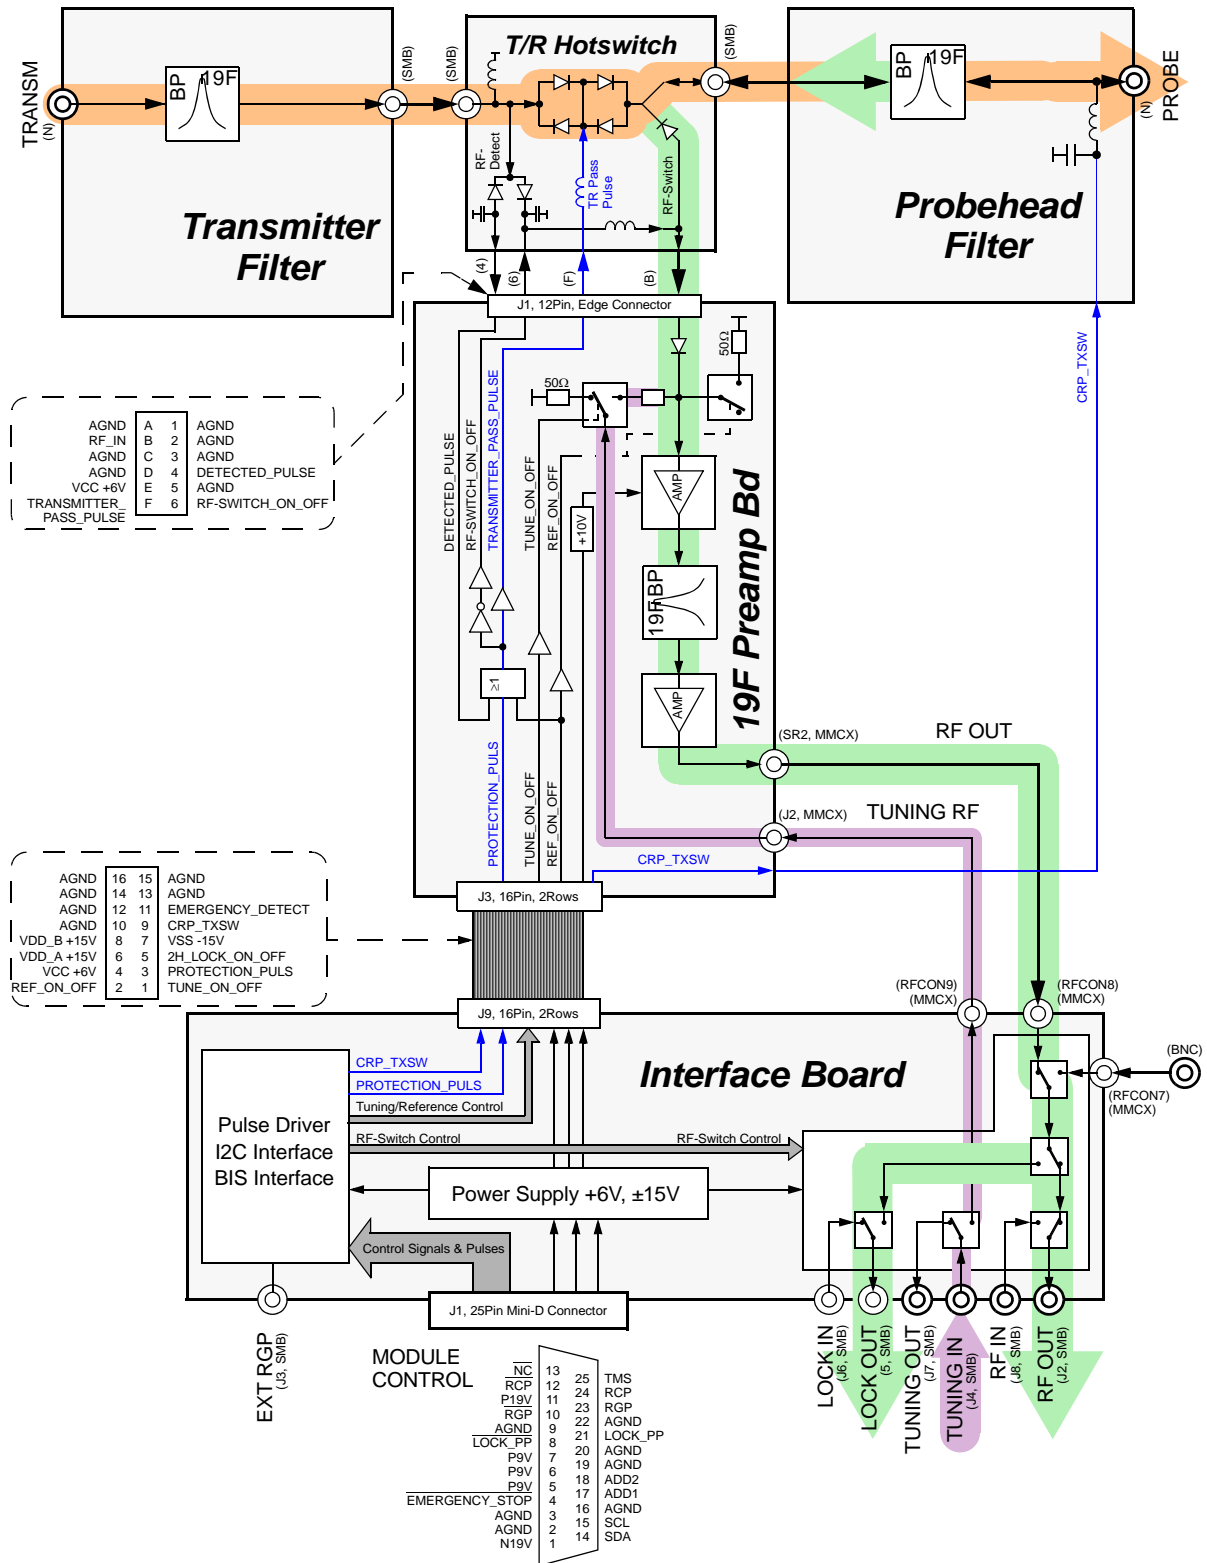 T/R Hotswitch
TRANSM
(N)
BP
19F
(SMB)
(SMB)
(SMB)
BP
19F
PROBE
(N)
RF-
Detect
TR Pass
Pulse
RF-Switch
Transmitter
Filter
Probehead
Filter
(4)
(6)
(F)
(B)
J1, 12Pin, Edge Connector
CRP_TXSW
50Ω
50Ω
AGND A 1 AGND
RF_IN B 2 AGND
AGND C 3 AGND
AGND D 4 DETECTED_PULSE
VCC +6V E 5 AGND
TRANSMITTER_ F 6 RF-SWITCH_ON_OFF
PASS_PULSE
DETECTED_PULSE
RF-SWITCH_ON_OFF
TRANSMITTER_PASS_PULSE
TUNE_ON_OFF
REF_ON_OFF
+10V
AMP
19F BP
AMP
19F Preamp Bd
≥1
PROTECTION_PULS
TUNE_ON_OFF
REF_ON_OFF
(SR2, MMCX)
RF OUT
(J2, MMCX)
TUNING RF
CRP_TXSW
J3, 16Pin, 2Rows
AGND 16 15 AGND
AGND 14 13 AGND
AGND 12 11 EMERGENCY_DETECT
AGND 10 9 CRP_TXSW
VDD_B +15V 8 7 VSS -15V
VDD_A +15V 6 5 2H_LOCK_ON_OFF
VCC +6V 4 3 PROTECTION_PULS
REF_ON_OFF 2 1 TUNE_ON_OFF
J9, 16Pin, 2Rows
(RFCON9)
(MMCX)
(RFCON8)
(MMCX)
(BNC)
(RFCON7)
(MMCX)
Interface Board
CRP_TXSW
PROTECTION_PULS
Tuning/Reference Control
RF-Switch Control
RF-Switch Control
Pulse Driver
I2C Interface
BIS Interface
Power Supply +6V, ±15V
Control Signals & Pulses
J1, 25Pin Mini-D Connector
EXT RGP
(J3, SMB)
LOCK IN
(J6, SMB)
LOCK OUT
(5, SMB)
TUNING OUT
(J7, SMB)
TUNING IN
(J4, SMB)
RF IN
(J8, SMB)
RF OUT
(J2, SMB)
MODULE
CONTROL
NC 13
25 TMS
RCP 12
24 RCP
P19V 11
23 RGP
RGP 10
22 AGND
AGND 9
21 LOCK_PP
LOCK_PP 8
20 AGND
P9V 7
19 AGND
P9V 6
18 ADD2
P9V 5
17 ADD1
EMERGENCY_STOP 4
16 AGND
AGND 3
15 SCL
AGND 2
14 SDA
N19V 1